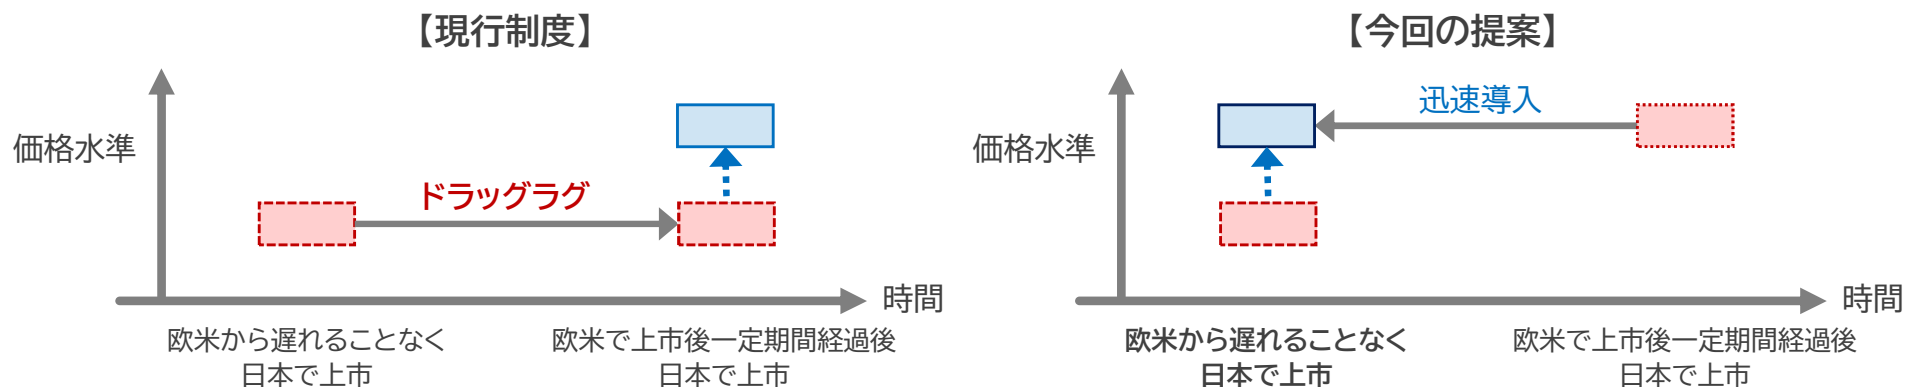 【現行制度】
価格水準
ドラッグラグ
時間
欧米から遅れることなく
日本で上市
欧米で上市後一定期間経過後
日本で上市
【今回の提案】
価格水準
迅速導入
時間
欧米から遅れることなく
日本で上市
欧米で上市後一定期間経過後
日本で上市